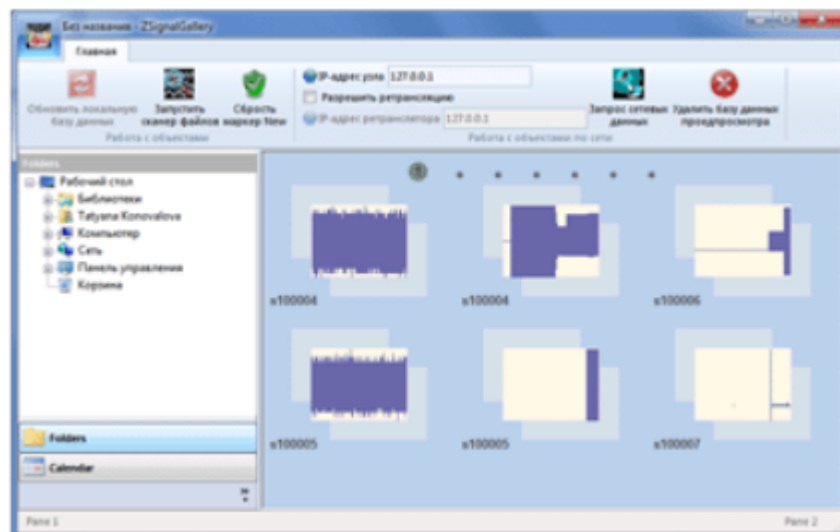 Без названия - ZSignalGallery
Главная
Обновить локальную
базу данных
Запустить
сканер файлов
Сбрость
маркер New
Работа с объектами
IP-адрес узла 127.0.0.1
Разрешить ретрансляцию
IP-адрес ретранслятора 127.0.0.1
Запрос сетевых
данных
Удалить базу данных
проедпросмотра
Работа с объектами по сети
Folders
Рабочий стол
Библиотеки
Tatyana Konovalova
Компьютер
Сеть
Панель управления
Корзина
Folders
Calendar
s100004
s100004
s100006
s100005
s100005
s100007
Pane 1
Pane 2